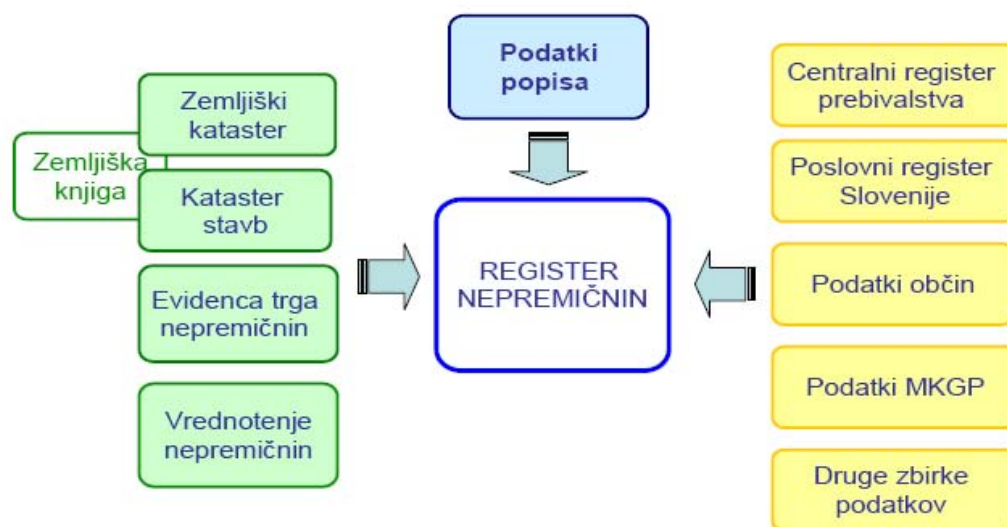 Zemljiška
knjiga
Zemljiški
kataster
Kataster
stavb
Evidenca trga
nepremičnin
Vrednotenje
nepremičnin
Podatki
popisa
REGISTER
NEPREMIČNIN
Centralni register
prebivalstva
Poslovni register
Slovenije
Podatki občin
Podatki MKGP
Druge zbirke
podatkov